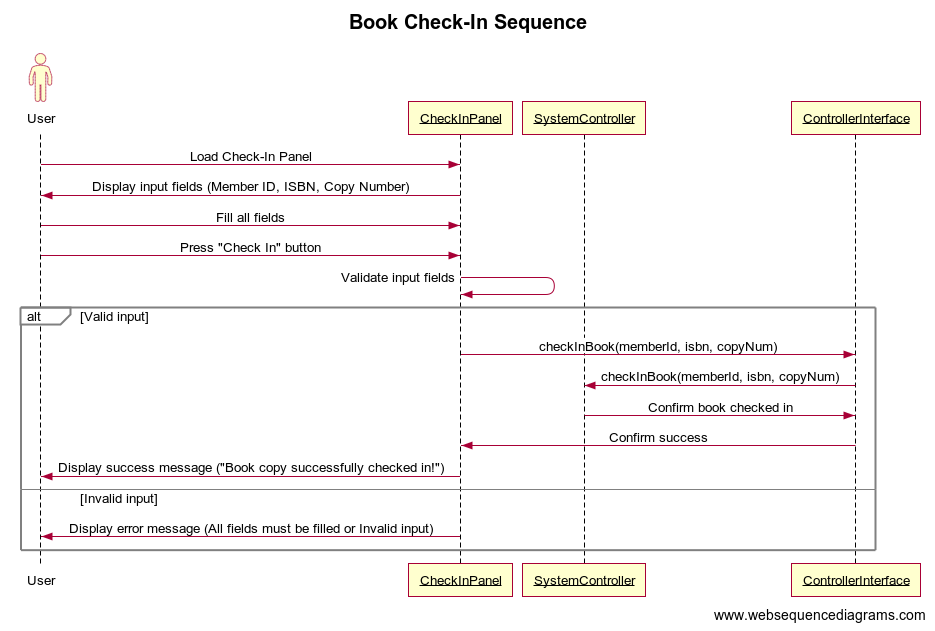 Book Check-In Sequence
User
CheckInPanel
SystemController
ControllerInterface
Load Check-In Panel
Display input fields (Member ID, ISBN, Copy Number)
Fill all fields
Press "Check In" button
Validate input fields
alt
[Valid input]
checkInBook(memberId, isbn, copyNum)
checkInBook(memberId, isbn, copyNum)
Confirm book checked in
Confirm success
Display success message ("Book copy successfully checked in!")
[Invalid input]
Display error message (All fields must be filled or Invalid input)
User
CheckInPanel
SystemController
ControllerInterface
www.websequencediagrams.com